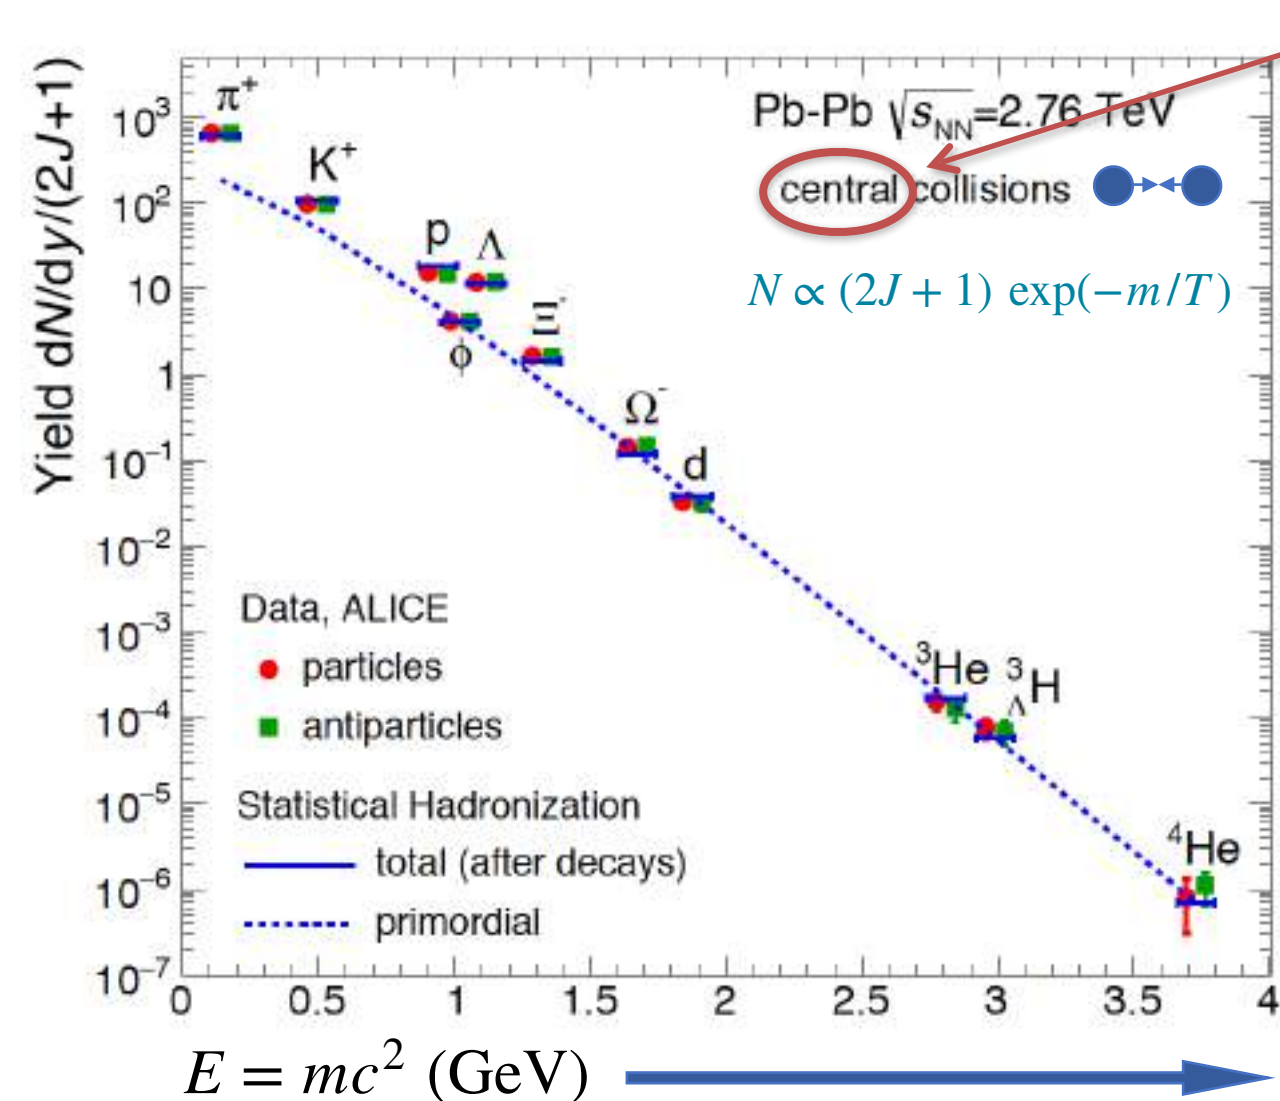 Yield dN/dy/(2J+1)
10³
10²
10
1
10⁻¹
10⁻²
10⁻³
10⁻⁴
10⁻⁵
10⁻⁶
10⁻⁷
π⁺
K⁺
p
Λ
ϕ
Ξ⁻
Ω⁻
d
³He
³ΛH
⁴He
Pb-Pb √sNN=2.76 TeV
central collisions
N ∝ (2J + 1) exp(−m/T)
Data, ALICE
particles
antiparticles
Statistical Hadronization
total (after decays)
primordial
0 0.5 1 1.5 2 2.5 3 3.5 4
E = mc² (GeV)